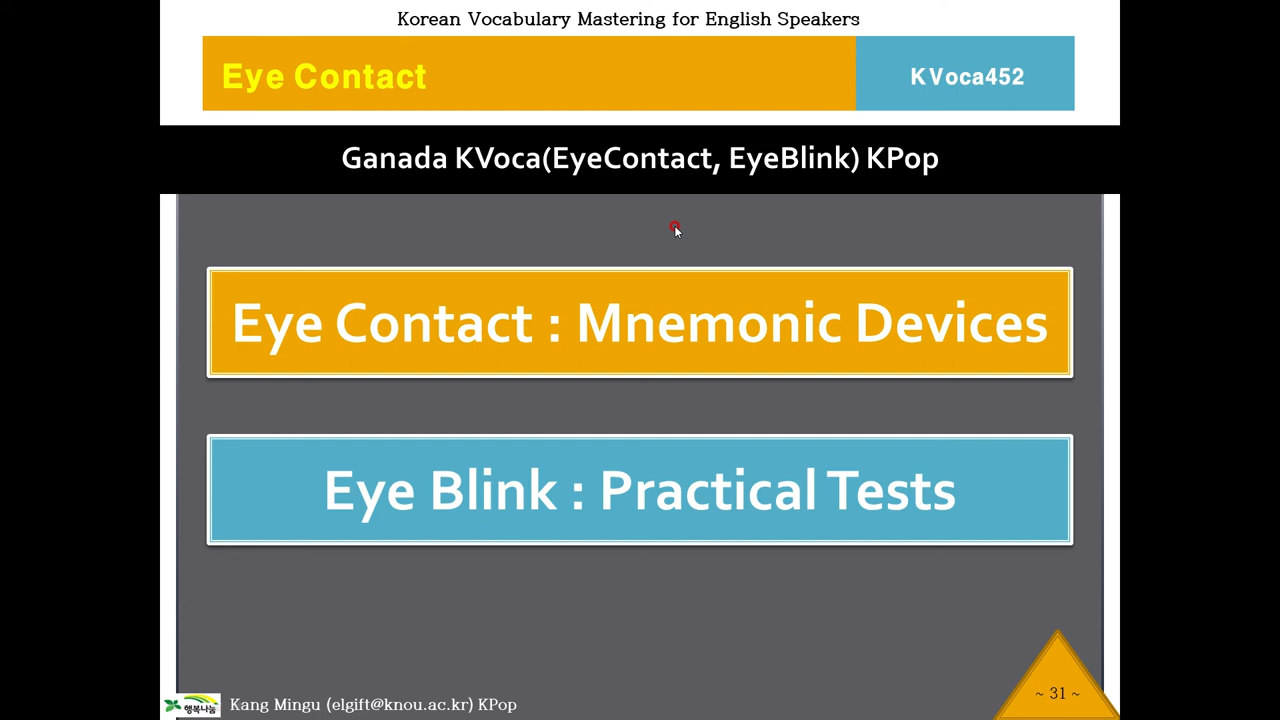 Korean Vocabulary Mastering for English Speakers
Eye Contact
KVoca452
Ganada KVoca(EyeContact, EyeBlink) KPop
Eye Contact : Mnemonic Devices
Eye Blink : Practical Tests
~ 31 ~
행복나눔
Kang Mingu (elgift@knou.ac.kr) KPop